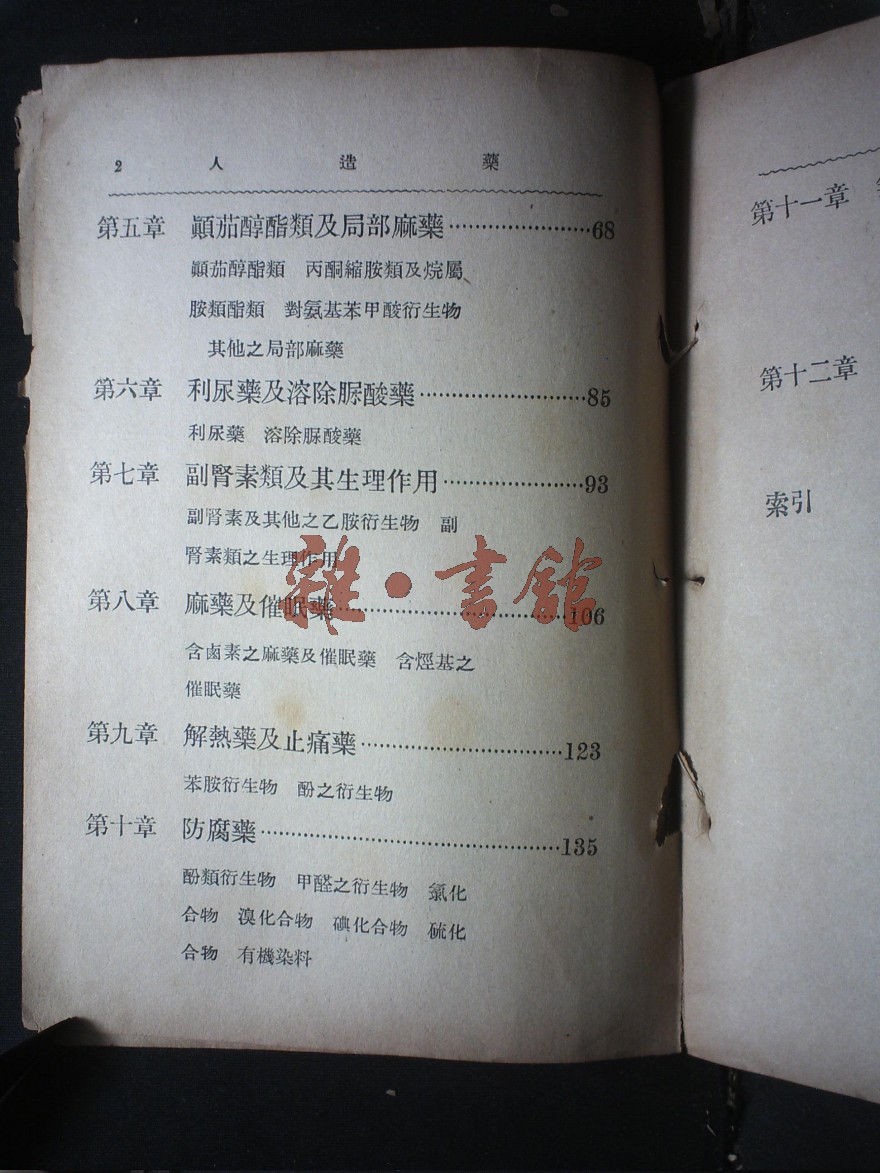 2 人造藥
第五章 顚茄醇酯類及局部麻藥……………………68
顚茄醇酯類 丙酮縮胺類及烷屬
胺類酯類 對氨基苯甲酸衍生物
其他之局部麻藥
第六章 利尿藥及溶除脲酸藥………………………85
利尿藥 溶除脲酸藥
第七章 副腎素類及其生理作用……………………93
副腎素及其他之乙胺衍生物 副
腎素類之生理作用
第八章 麻藥及催眠藥…………………………………106
含鹵素之麻藥及催眠藥 含烴基之
催眠藥
第九章 解熱藥及止痛藥……………………………123
苯胺衍生物 酚之衍生物
第十章 防腐藥…………………………………………135
酚類衍生物 甲醛之衍生物 氯化
合物 溴化合物 碘化合物 硫化
合物 有機染料
雜·書館
第十一章
第十二章
索引